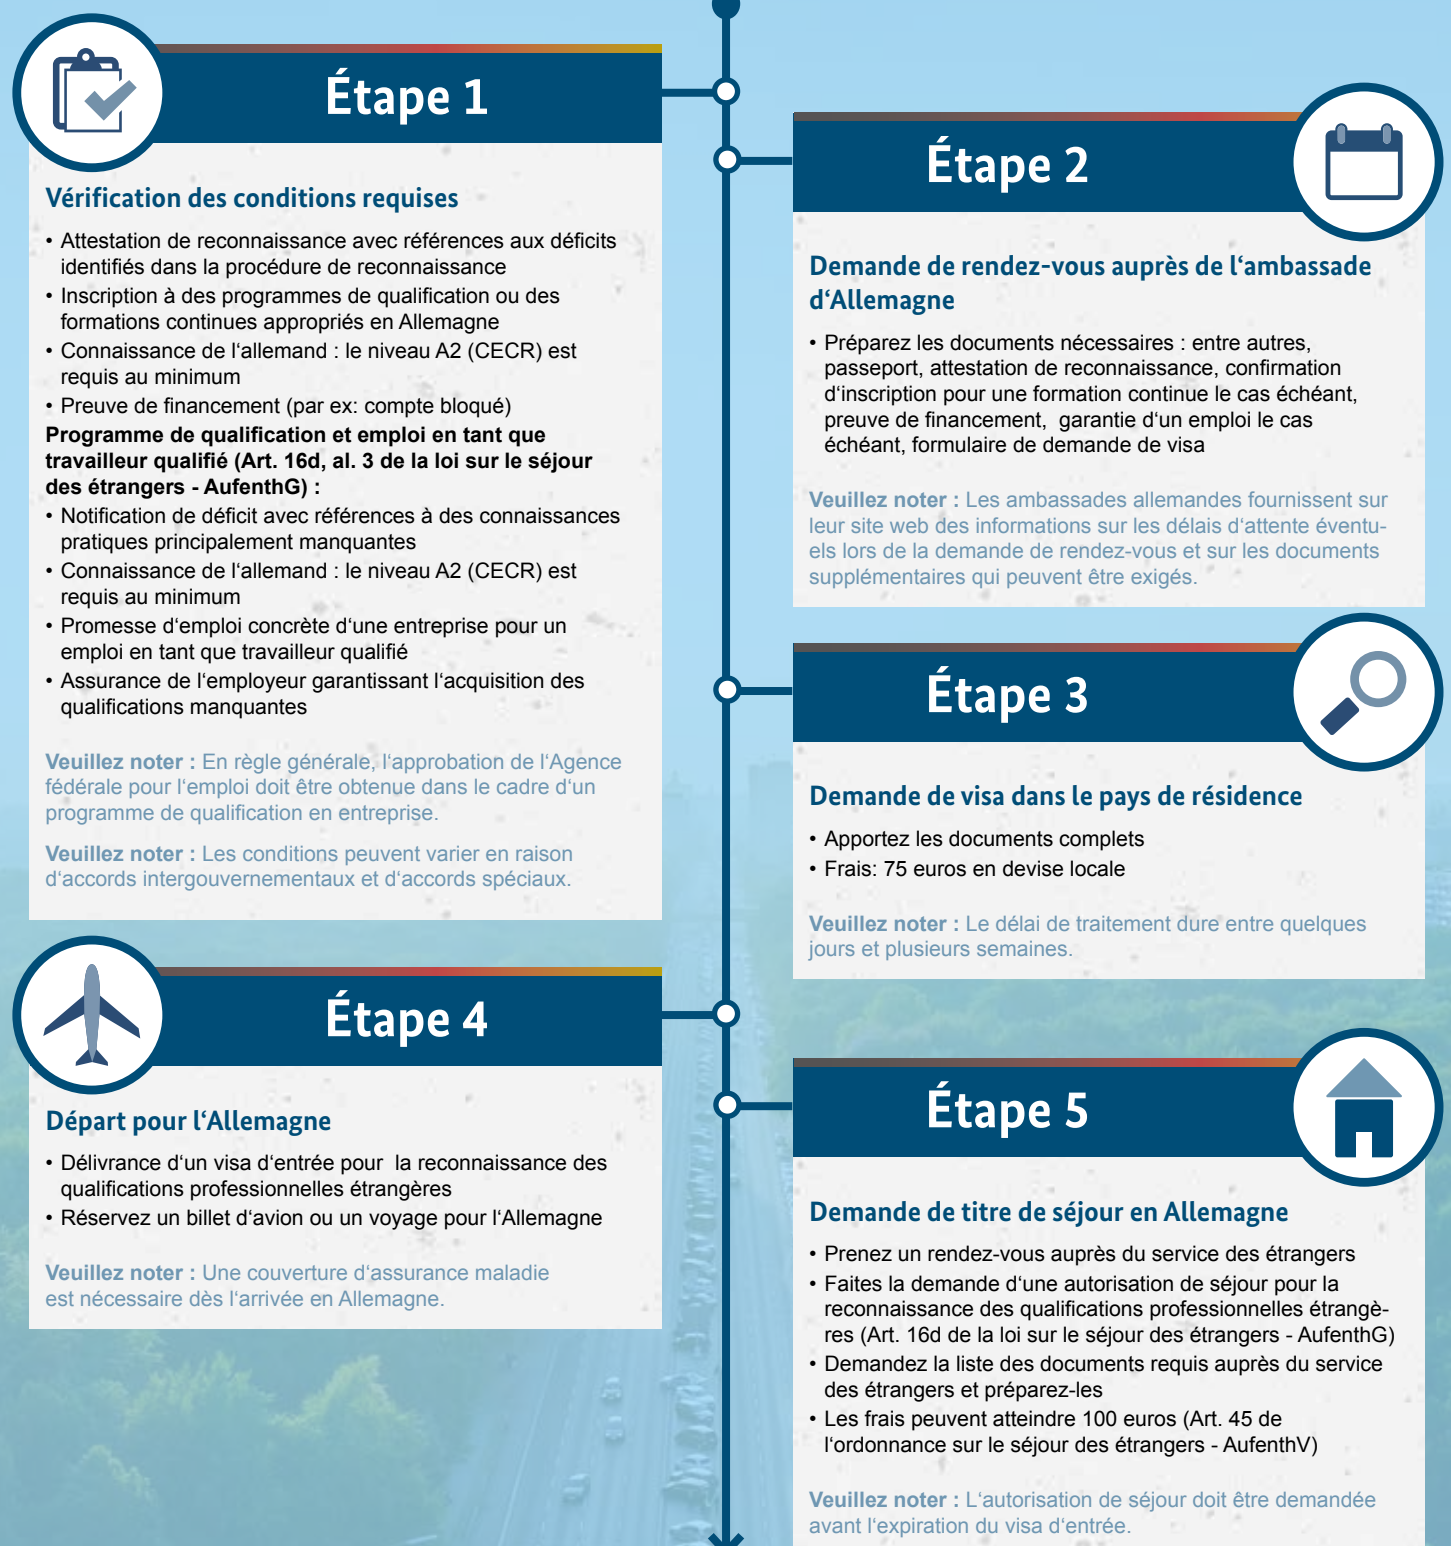 Étape 1
Vérification des conditions requises
• Attestation de reconnaissance avec références aux déficits
identifiés dans la procédure de reconnaissance
• Inscription à des programmes de qualification ou des
formations continues appropriés en Allemagne
• Connaissance de l‘allemand : le niveau A2 (CECR) est
requis au minimum
• Preuve de financement (par ex: compte bloqué)
Programme de qualification et emploi en tant que
travailleur qualifié (Art. 16d, al. 3 de la loi sur le séjour
des étrangers - AufenthG) :
• Notification de déficit avec références à des connaissances
pratiques principalement manquantes
• Connaissance de l‘allemand : le niveau A2 (CECR) est
requis au minimum
• Promesse d‘emploi concrète d‘une entreprise pour un
emploi en tant que travailleur qualifié
• Assurance de l‘employeur garantissant l‘acquisition des
qualifications manquantes
Veuillez noter : En règle générale, l‘approbation de l‘Agence
fédérale pour l‘emploi doit être obtenue dans le cadre d‘un
programme de qualification en entreprise.
Veuillez noter : Les conditions peuvent varier en raison
d‘accords intergouvernementaux et d‘accords spéciaux.
Étape 2
Demande de rendez-vous auprès de l‘ambassade
d‘Allemagne
• Préparez les documents nécessaires : entre autres,
passeport, attestation de reconnaissance, confirmation
d‘inscription pour une formation continue le cas échéant,
preuve de financement, garantie d‘un emploi le cas
échéant, formulaire de demande de visa
Veuillez noter : Les ambassades allemandes fournissent sur
leur site web des informations sur les délais d‘attente éventu-
els lors de la demande de rendez-vous et sur les documents
supplémentaires qui peuvent être exigés.
Étape 3
Demande de visa dans le pays de résidence
• Apportez les documents complets
• Frais: 75 euros en devise locale
Veuillez noter : Le délai de traitement dure entre quelques
jours et plusieurs semaines.
Étape 4
Départ pour l‘Allemagne
• Délivrance d‘un visa d‘entrée pour la reconnaissance des
qualifications professionnelles étrangères
• Réservez un billet d‘avion ou un voyage pour l‘Allemagne
Veuillez noter : Une couverture d‘assurance maladie
est nécessaire dès l‘arrivée en Allemagne.
Étape 5
Demande de titre de séjour en Allemagne
• Prenez un rendez-vous auprès du service des étrangers
• Faites la demande d‘une autorisation de séjour pour la
reconnaissance des qualifications professionnelles étrangè-
res (Art. 16d de la loi sur le séjour des étrangers - AufenthG)
• Demandez la liste des documents requis auprès du service
des étrangers et préparez-les
• Les frais peuvent atteindre 100 euros (Art. 45 de
l‘ordonnance sur le séjour des étrangers - AufenthV)
Veuillez noter : L‘autorisation de séjour doit être demandée
avant l‘expiration du visa d‘entrée.